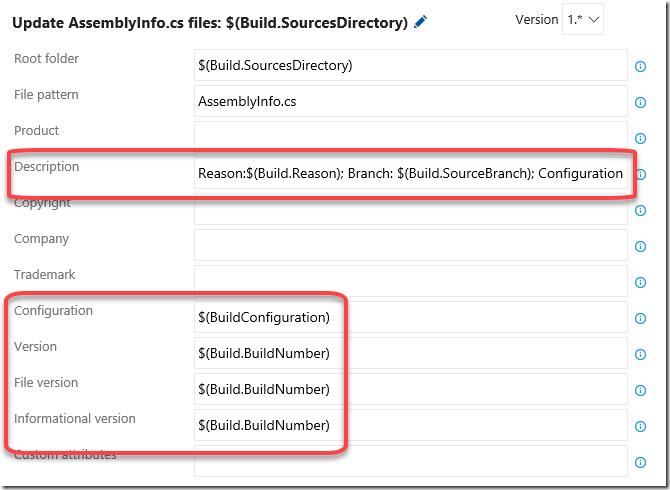 Update AssemblyInfo.cs files: $(Build.SourcesDirectory) Version 1.*
Root folder $(Build.SourcesDirectory)
File pattern AssemblyInfo.cs
Product
Description Reason:$(Build.Reason); Branch: $(Build.SourceBranch); Configuration
Copyright
Company
Trademark
Configuration $(BuildConfiguration)
Version $(Build.BuildNumber)
File version $(Build.BuildNumber)
Informational version $(Build.BuildNumber)
Custom attributes